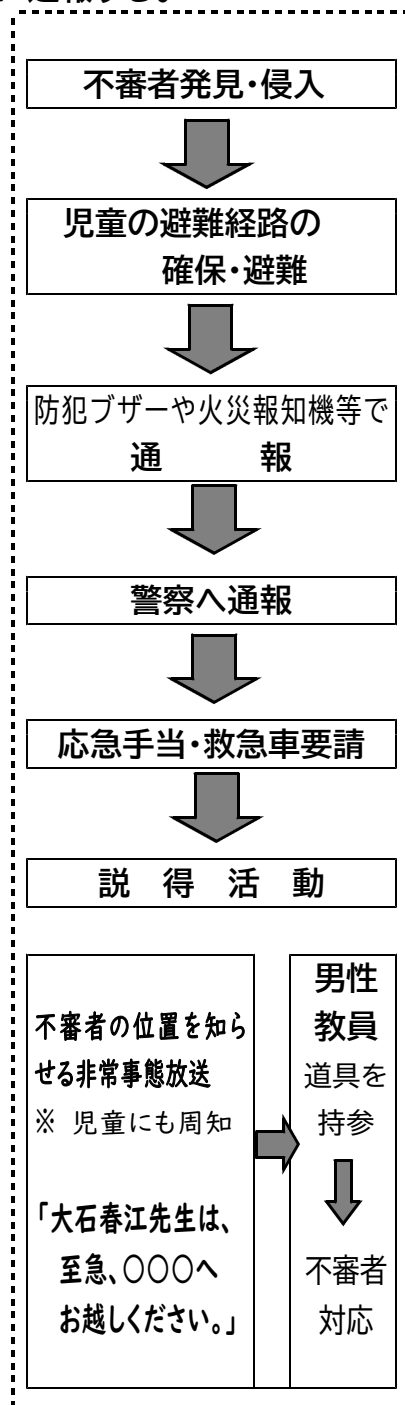 通報する。
不審者発見・侵入
児童の避難経路の
確保・避難
防犯ブザーや火災報知機等で
通　　　報
警察へ通報
応急手当・救急車要請
説　得　活　動
不審者の位置を知ら
せる非常事態放送
※ 児童にも周知
「大石春江先生は、
至急、〇〇〇へ
お越しください。」
男性
教員
道具を
持参
不審者
対応